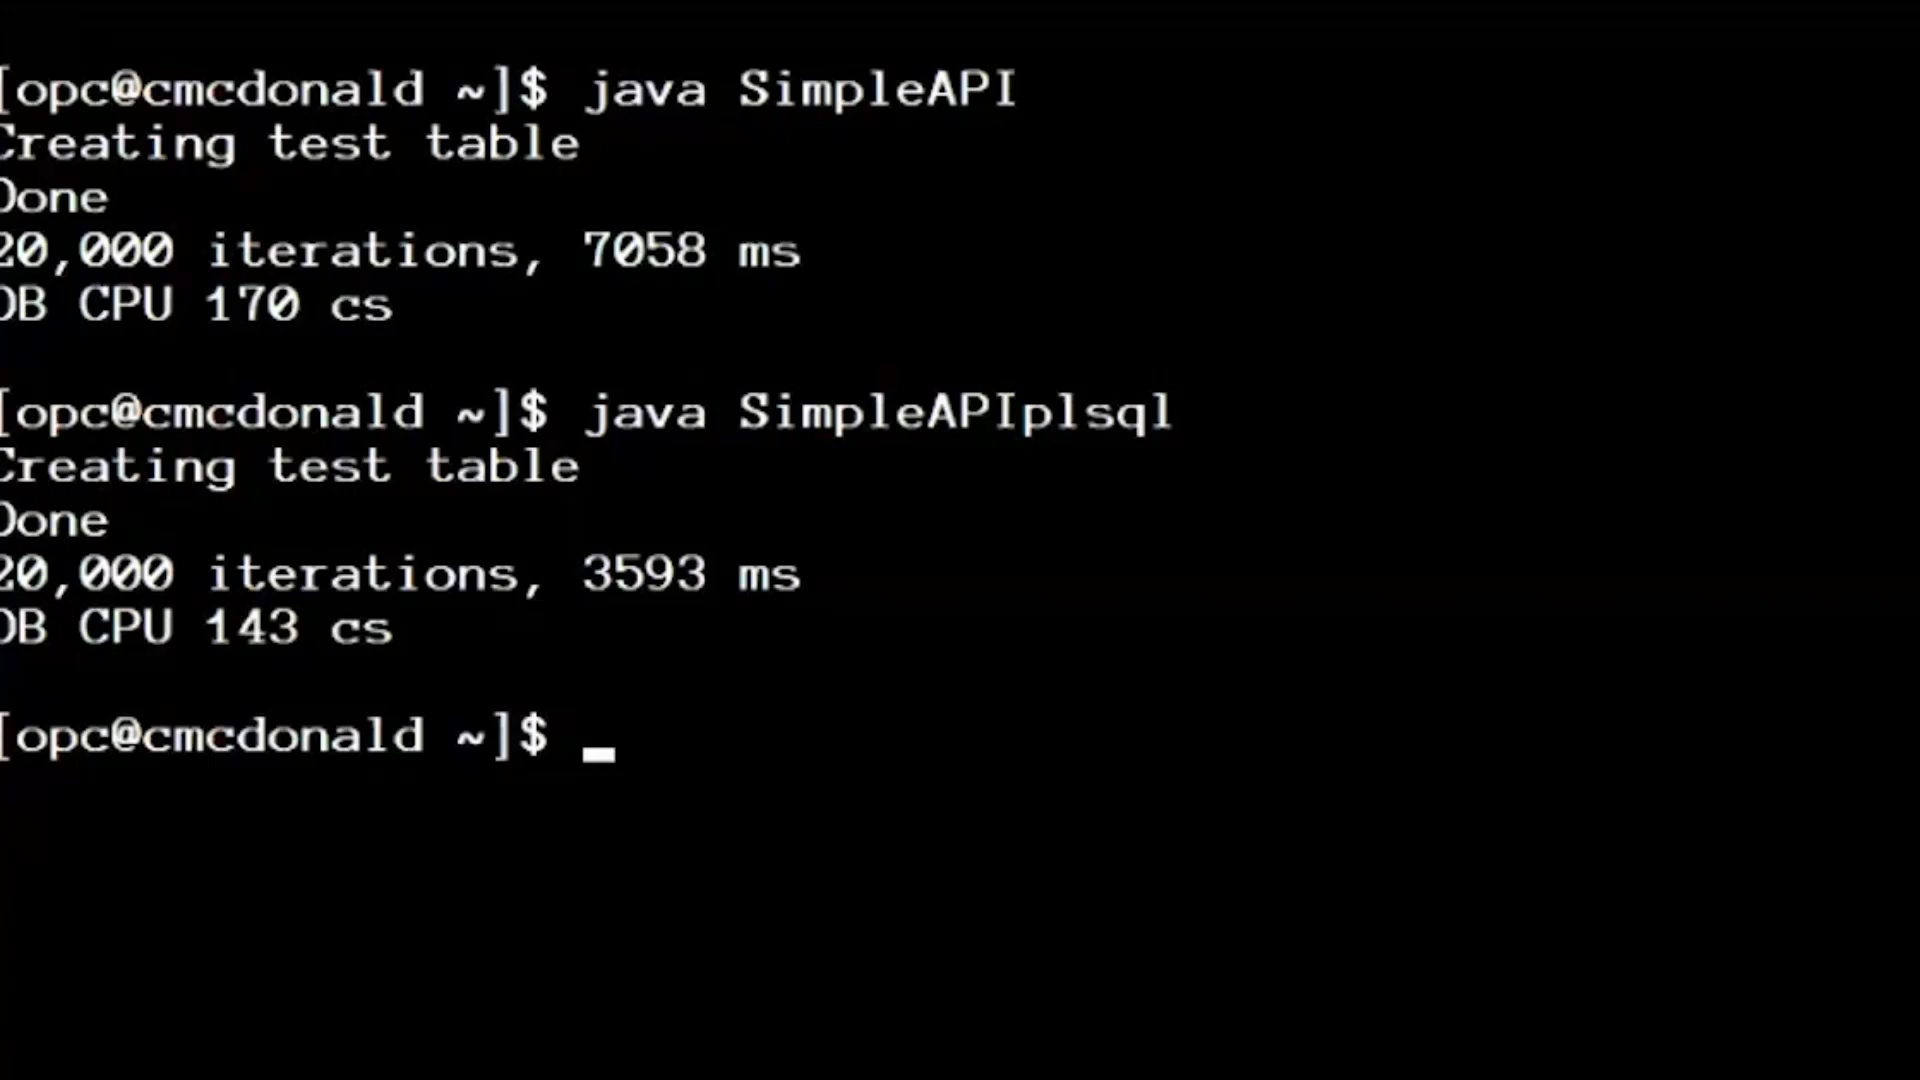 [opc@cmcdonald ~]$ java SimpleAPI
Creating test table
Done
20,000 iterations, 7058 ms
DB CPU 170 cs
[opc@cmcdonald ~]$ java SimpleAPIplsql
Creating test table
Done
20,000 iterations, 3593 ms
DB CPU 143 cs
[opc@cmcdonald ~]$